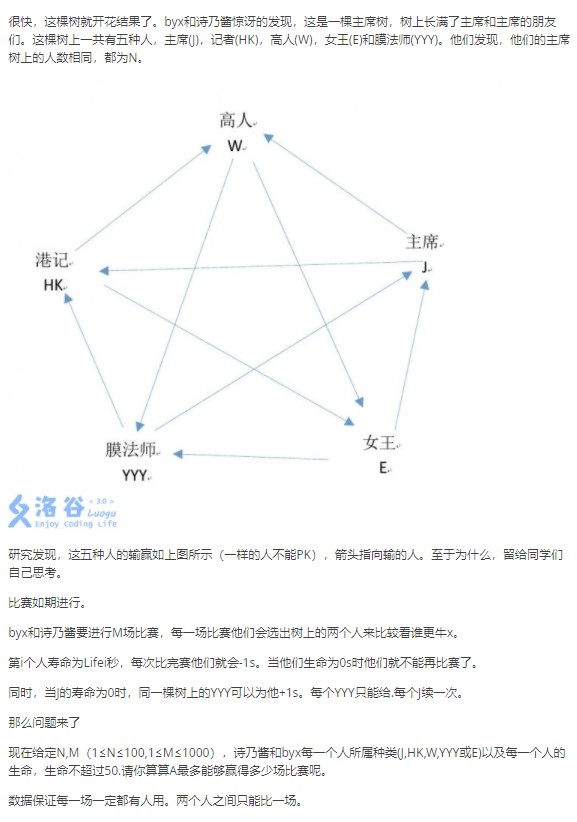 很快，这棵树就开花结果了。byx和诗乃酱惊讶的发现，这是一棵主席树，树上长满了主席和主席的朋友
们。这棵树上一共有五种人，主席(J)，记者(HK)，高人(W)，女王(E)和膜法师(YYY)。他们发现，他们的主席
树上的人数相同，都为N。
高人
W
主席
J
港记
HK
膜法师
YYY
女王
E
洛谷 <3.0> Luogu
Enjoy Coding Life
研究发现，这五种人的输赢如上图所示（一样的人不能PK），箭头指向输的人。至于为什么，留给同学们
自己思考。
比赛如期进行。
byx和诗乃酱要进行M场比赛，每一场比赛他们会选出树上的两个人来比较看谁更牛x。
第i个人寿命为Lifei秒，每次比完赛他们就会-1s。当他们生命为0s时他们就不能再比赛了。
同时，当J的寿命为0时，同一棵树上的YYY可以为他+1s。每个YYY只能给.每个J续一次。
那么问题来了
现在给定N,M（1≤N≤100,1≤M≤1000），诗乃酱和byx每一个人所属种类(J,HK,W,YYY或E)以及每一个人的
生命，生命不超过50.请你算算A最多能够赢得多少场比赛呢。
数据保证每一场一定都有人用。两个人之间只能比一场。